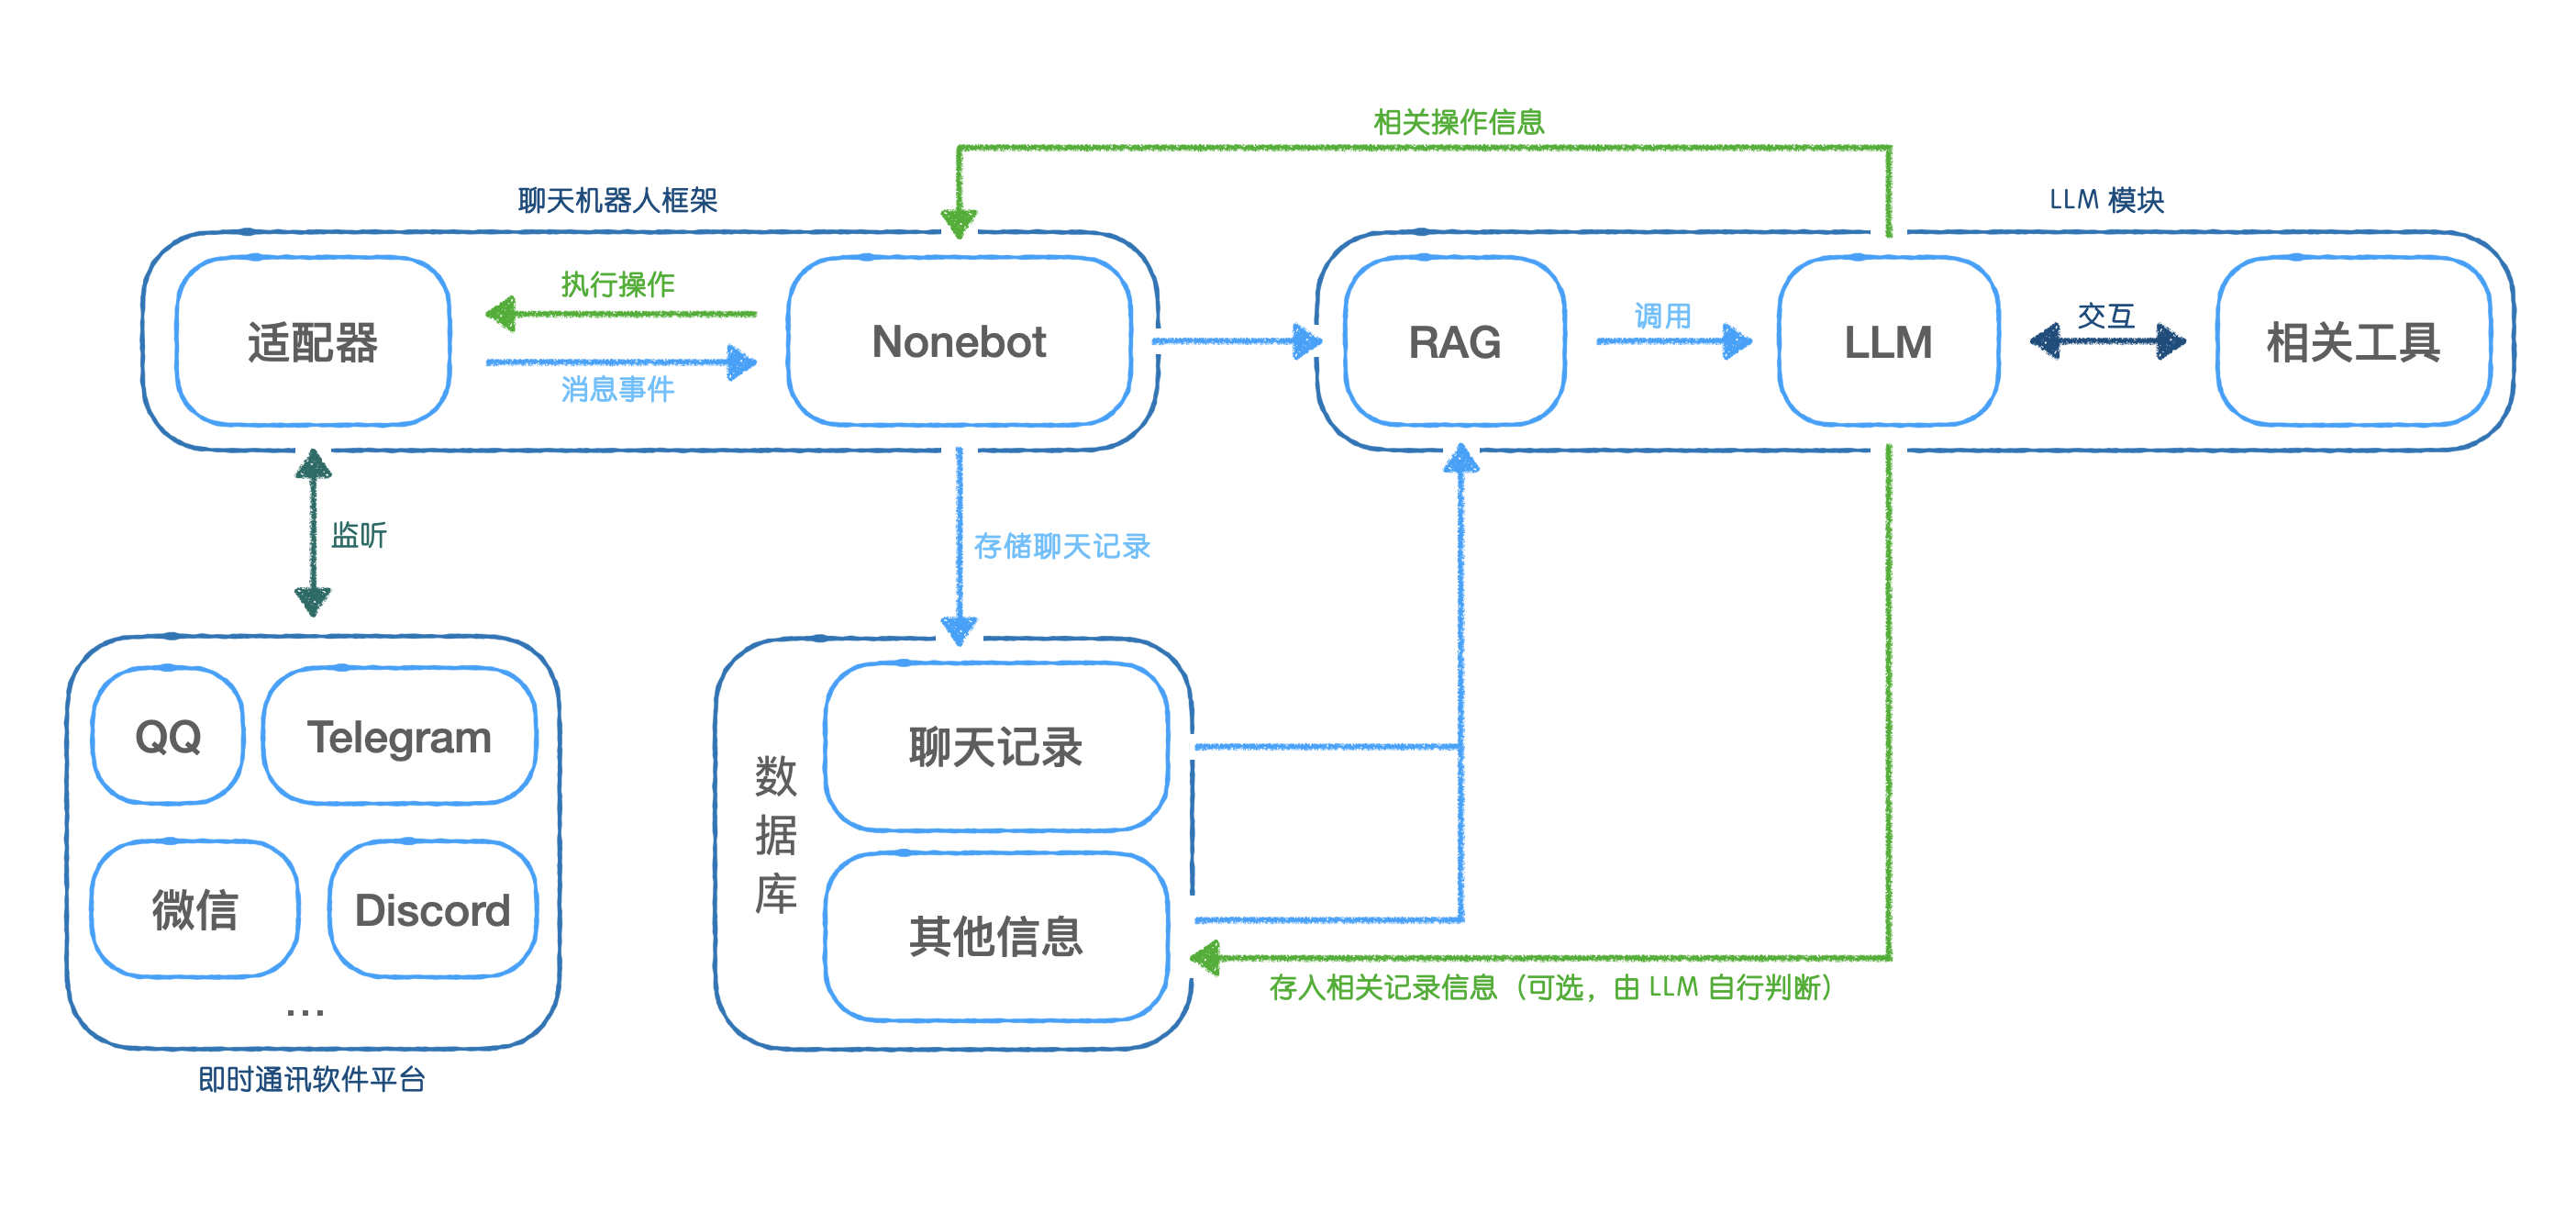 相关操作信息
聊天机器人框架
LLM 模块
适配器
执行操作
消息事件
Nonebot
RAG
调用
LLM
交互
相关工具
监听
存储聊天记录
QQ
Telegram
微信
Discord
...
即时通讯软件平台
数据库
聊天记录
其他信息
存入相关记录信息（可选，由 LLM 自行判断）